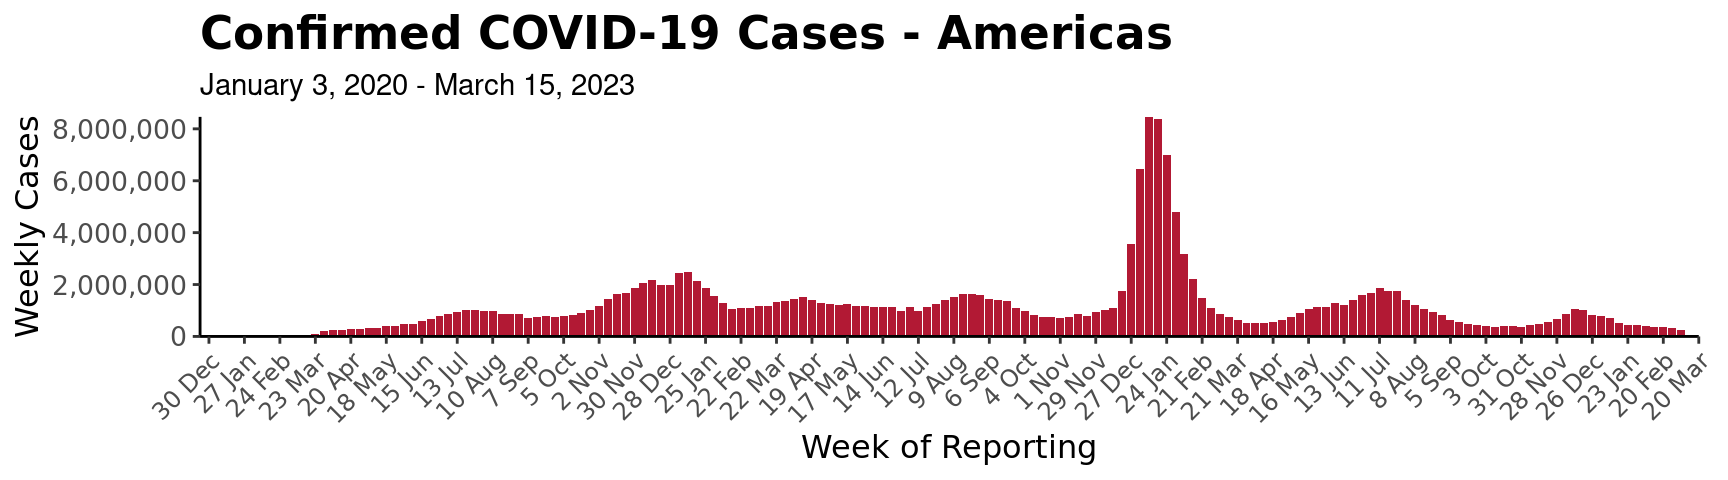 Confirmed COVID-19 Cases - Americas
January 3, 2020 - March 15, 2023
Weekly Cases
8,000,000
6,000,000
4,000,000
2,000,000
0
30 Dec
27 Jan
24 Feb
23 Mar
20 Apr
18 May
15 Jun
13 Jul
10 Aug
7 Sep
5 Oct
2 Nov
30 Nov
28 Dec
25 Jan
22 Feb
22 Mar
19 Apr
17 May
14 Jun
12 Jul
9 Aug
6 Sep
4 Oct
1 Nov
29 Nov
27 Dec
24 Jan
21 Feb
21 Mar
18 Apr
16 May
13 Jun
11 Jul
8 Aug
5 Sep
3 Oct
31 Oct
28 Nov
26 Dec
23 Jan
20 Feb
20 Mar
Week of Reporting